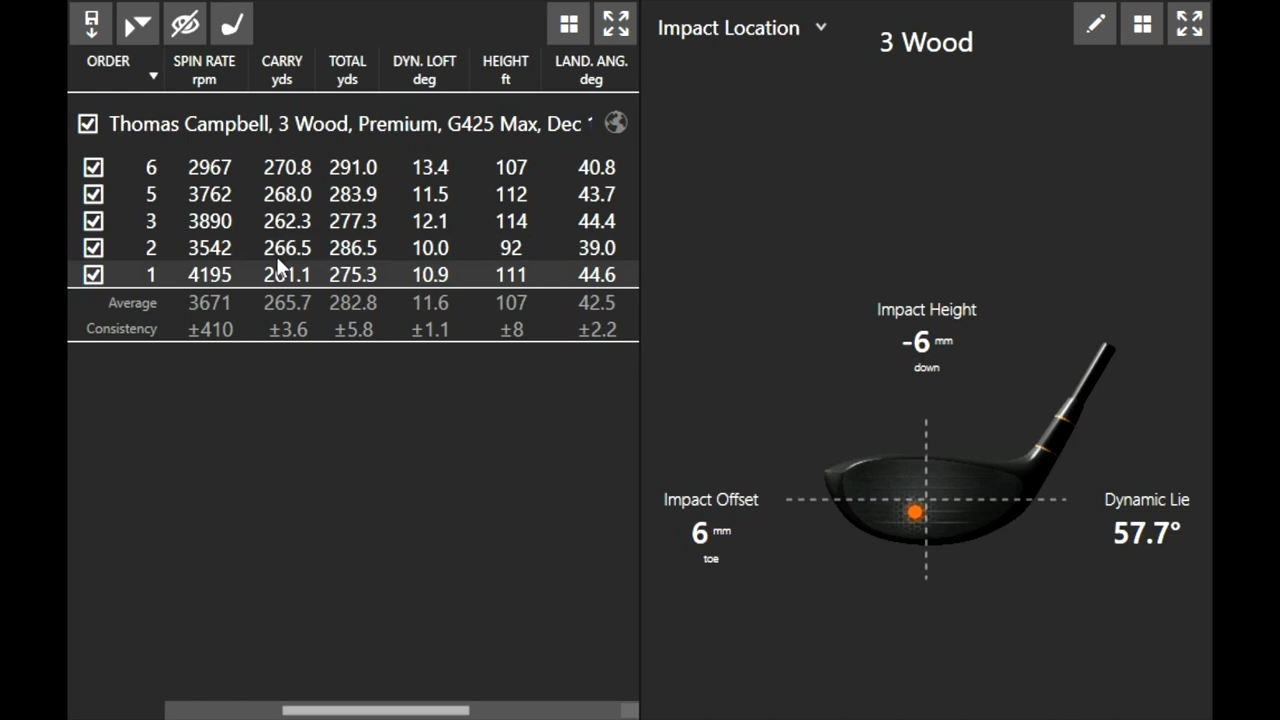 ORDER SPIN RATE CARRY TOTAL DYN. LOFT HEIGHT LAND. ANG.
rpm yds yds deg ft deg
Thomas Campbell, 3 Wood, Premium, G425 Max, Dec
6 2967 270.8 291.0 13.4 107 40.8
5 3762 268.0 283.9 11.5 112 43.7
3 3890 262.3 277.3 12.1 114 44.4
2 3542 266.5 286.5 10.0 92 39.0
1 4195 261.1 275.3 10.9 111 44.6
Average 3671 265.7 282.8 11.6 107 42.5
Consistency ±410 ±3.6 ±5.8 ±1.1 ±8 ±2.2
Impact Location
3 Wood
Impact Height
-6 mm
down
Impact Offset
6 mm
toe
Dynamic Lie
57.7°